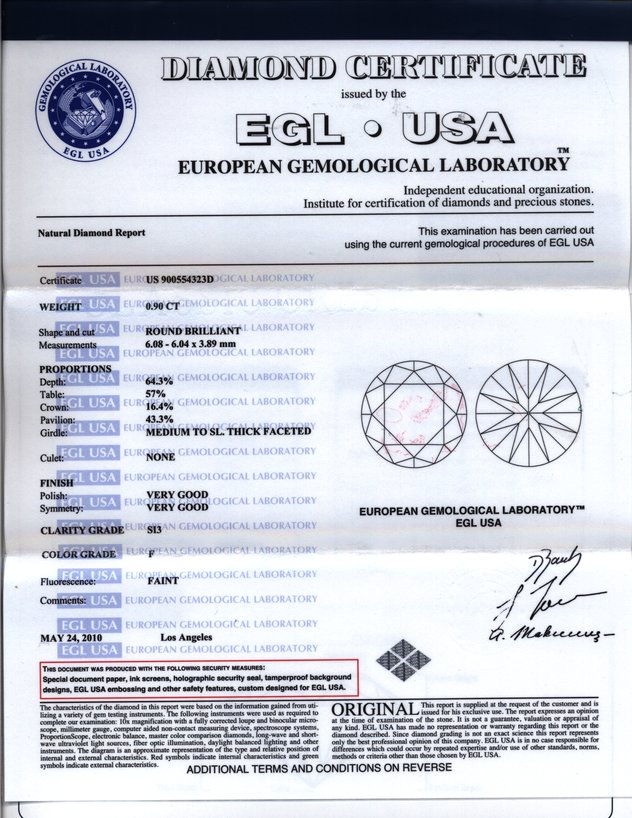 GEMOLOGICAL LABORATORY
EGL USA
DIAMOND CERTIFICATE
issued by the
EGL • USA
EUROPEAN GEMOLOGICAL LABORATORY™
Independent educational organization.
Institute for certification of diamonds and precious stones.
Natural Diamond Report
This examination has been carried out
using the current gemological procedures of EGL USA
Certificate US 900554323D
WEIGHT 0.90 CT
Shape and cut ROUND BRILLIANT
Measurements 6.08 - 6.04 x 3.89 mm
PROPORTIONS
Depth: 64.3%
Table: 57%
Crown: 16.4%
Pavilion: 43.3%
Girdle: MEDIUM TO SL. THICK FACETED
Culet: NONE
FINISH
Polish: VERY GOOD
Symmetry: VERY GOOD
CLARITY GRADE SI3
COLOR GRADE F
Fluorescence: FAINT
Comments:
EGL USA EUROPEAN GEMOLOGICAL LABORATORY
MAY 24, 2010 Los Angeles
EUROPEAN GEMOLOGICAL LABORATORY™
EGL USA
THIS DOCUMENT WAS PRODUCED WITH THE FOLLOWING SECURITY MEASURES:
Special document paper, ink screens, holographic security seal, tamperproof background
designs, EGL USA embossing and other safety features, custom designed for EGL USA.
The characteristics of the diamond in this report were based on the information gained from uti-
lizing a variety of gem testing instruments. The following instruments were used as required to
complete our examination: 10x magnification with a fully corrected loupe and binocular micro-
scope, millimeter gauge, computer aided non-contact measuring device, spectroscope systems,
ProportionScope, electronic balance, master color comparison diamonds, long-wave and short-
wave ultraviolet light sources, fiber optic illumination, daylight balanced lighting and other
instruments. The diagram is an approximate representation of the type and relative position of
internal and external characteristics. Red symbols indicate internal characteristics and green
symbols indicate external characteristics.
ORIGINAL This report is supplied at the request of the customer and is
issued for his exclusive use. The report expresses an opinion
at the time of examination of the stone. It is not a guarantee, valuation or appraisal of
any kind. EGL USA has made no representation or warranty regarding this report or the
diamond described. Since diamond grading is not an exact science this report represents
only the best professional opinion of this company. EGL USA is in no case responsible for
differences which could occur by repeated expertise and/or use of other standards, norms,
methods or criteria other than those chosen by EGL USA.
ADDITIONAL TERMS AND CONDITIONS ON REVERSE